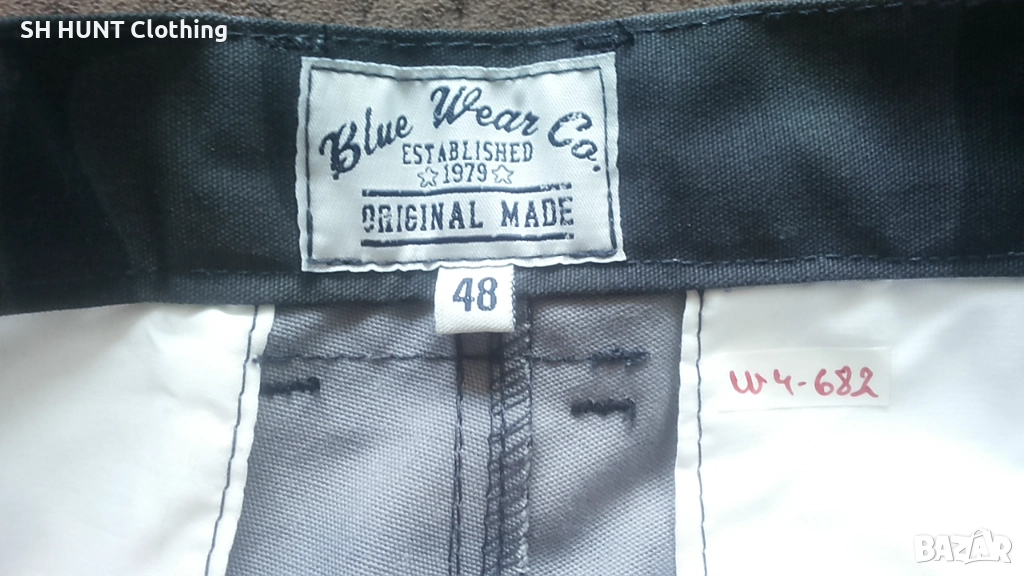 SH HUNT Clothing
Blue Wear Co.
ESTABLISHED
1979
ORIGINAL MADE
48
W4-682
BAZAR